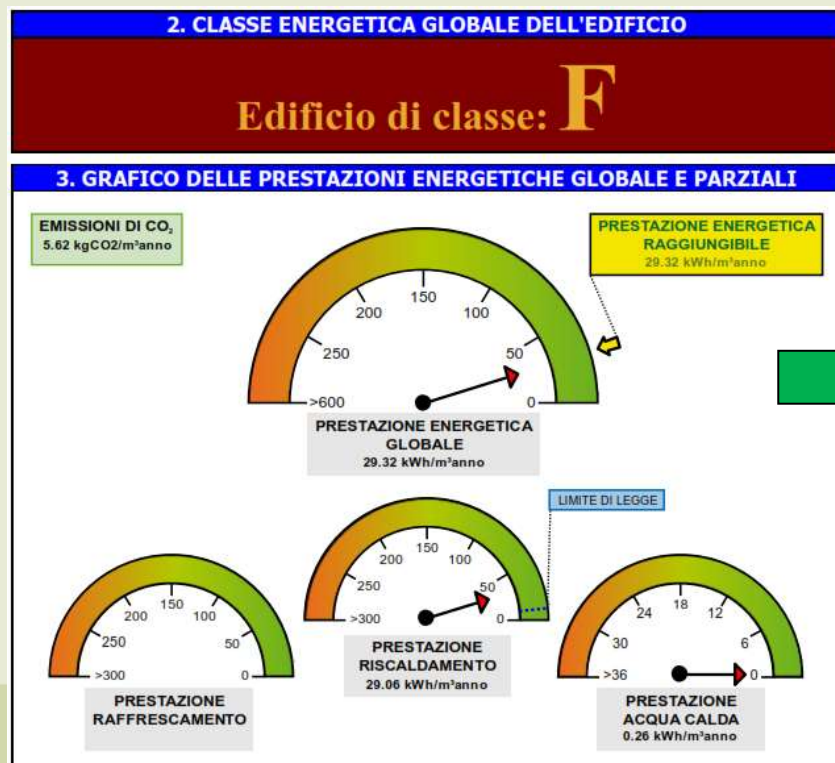 2. CLASSE ENERGETICA GLOBALE DELL'EDIFICIO
Edificio di classe: F
3. GRAFICO DELLE PRESTAZIONI ENERGETICHE GLOBALE E PARZIALI
EMISSIONI DI CO₂
5.62 kgCO2/m³anno
PRESTAZIONE ENERGETICA
RAGGIUNGIBILE
29.32 kWh/m³anno
>600
250
200
150
100
50
0
PRESTAZIONE ENERGETICA
GLOBALE
29.32 kWh/m³anno
LIMITE DI LEGGE
>300
250
200
150
100
50
0
PRESTAZIONE
RAFFRESCAMENTO
>300
250
200
150
100
50
0
PRESTAZIONE
RISCALDAMENTO
29.06 kWh/m³anno
>36
30
24
18
12
6
0
PRESTAZIONE
ACQUA CALDA
0.26 kWh/m³anno